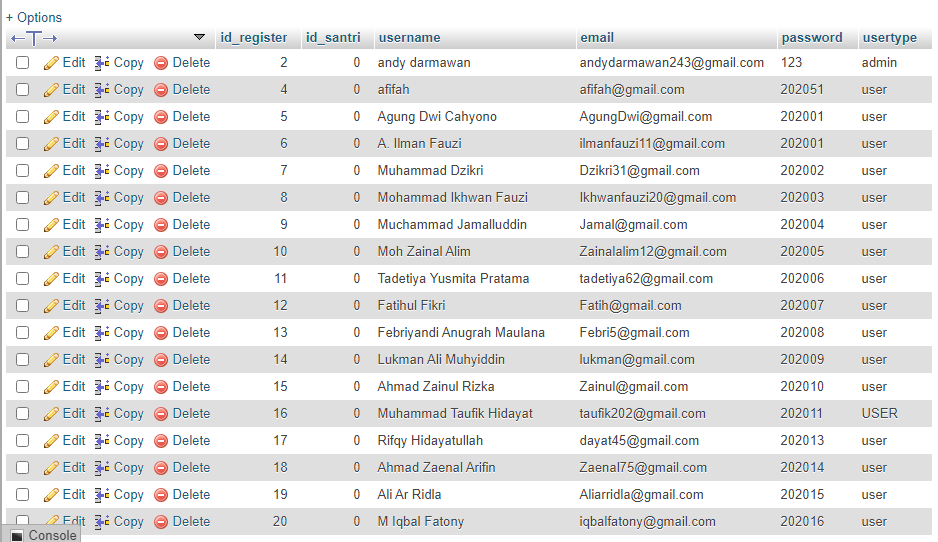 + Options
id_register id_santri username email password usertype
Edit Copy Delete 2 0 andy darmawan andydarmawan243@gmail.com 123 admin
Edit Copy Delete 4 0 afifah afifah@gmail.com 202051 user
Edit Copy Delete 5 0 Agung Dwi Cahyono AgungDwi@gmail.com 202001 user
Edit Copy Delete 6 0 A. Ilman Fauzi ilmanfauzi11@gmail.com 202001 user
Edit Copy Delete 7 0 Muhammad Dzikri Dzikri31@gmail.com 202002 user
Edit Copy Delete 8 0 Mohammad Ikhwan Fauzi Ikhwanfauzi20@gmail.com 202003 user
Edit Copy Delete 9 0 Muchammad Jamalluddin Jamal@gmail.com 202004 user
Edit Copy Delete 10 0 Moh Zainal Alim Zainalalim12@gmail.com 202005 user
Edit Copy Delete 11 0 Tadetiya Yusmita Pratama tadetiya62@gmail.com 202006 user
Edit Copy Delete 12 0 Fatihul Fikri Fatih@gmail.com 202007 user
Edit Copy Delete 13 0 Febriyandi Anugrah Maulana Febri5@gmail.com 202008 user
Edit Copy Delete 14 0 Lukman Ali Muhyiddin lukman@gmail.com 202009 user
Edit Copy Delete 15 0 Ahmad Zainul Rizka Zainul@gmail.com 202010 user
Edit Copy Delete 16 0 Muhammad Taufik Hidayat taufik202@gmail.com 202011 USER
Edit Copy Delete 17 0 Rifqy Hidayatullah dayat45@gmail.com 202013 user
Edit Copy Delete 18 0 Ahmad Zaenal Arifin Zaenal75@gmail.com 202014 user
Edit Copy Delete 19 0 Ali Ar Ridla Aliarridla@gmail.com 202015 user
Edit Copy Delete 20 0 M Iqbal Fatony iqbalfatony@gmail.com 202016 user
Console